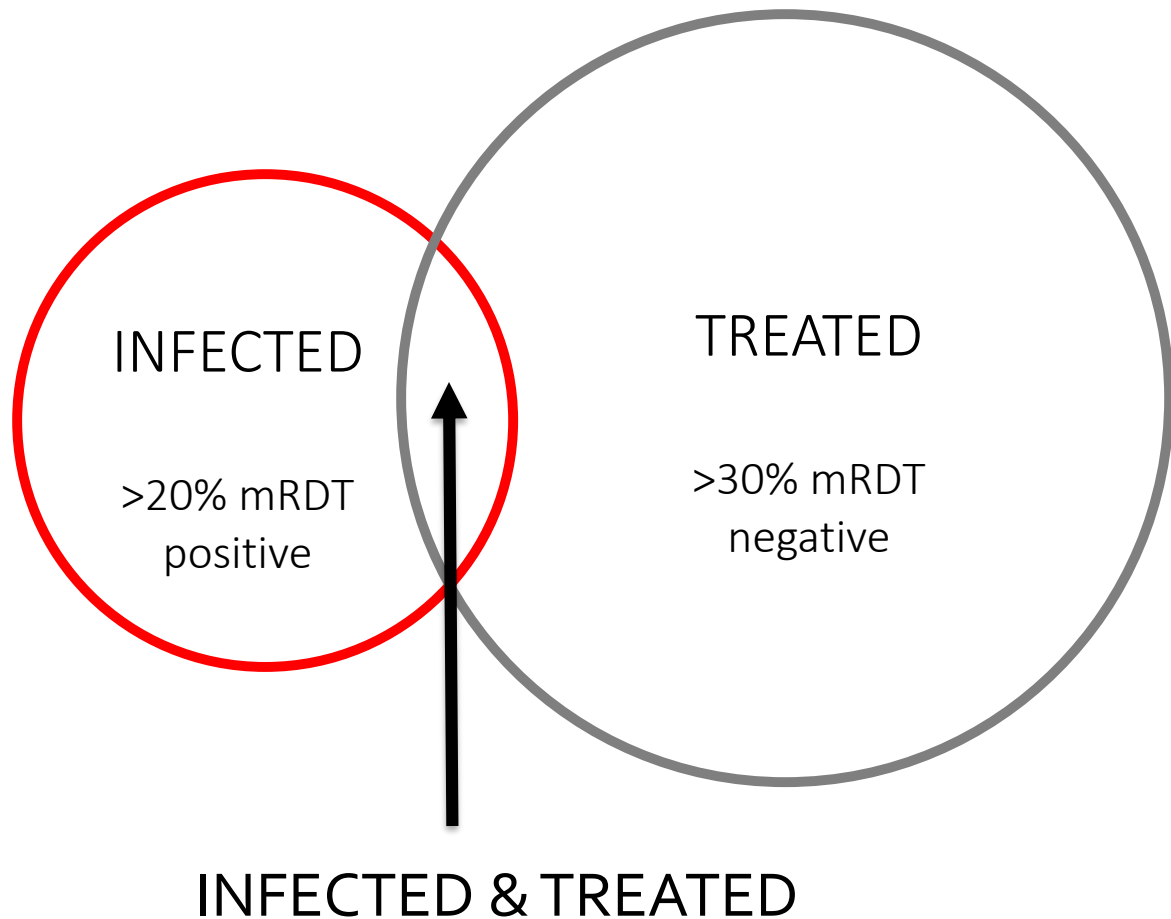 INFECTED
>20% mRDT
positive
TREATED
>30% mRDT
negative
INFECTED & TREATED